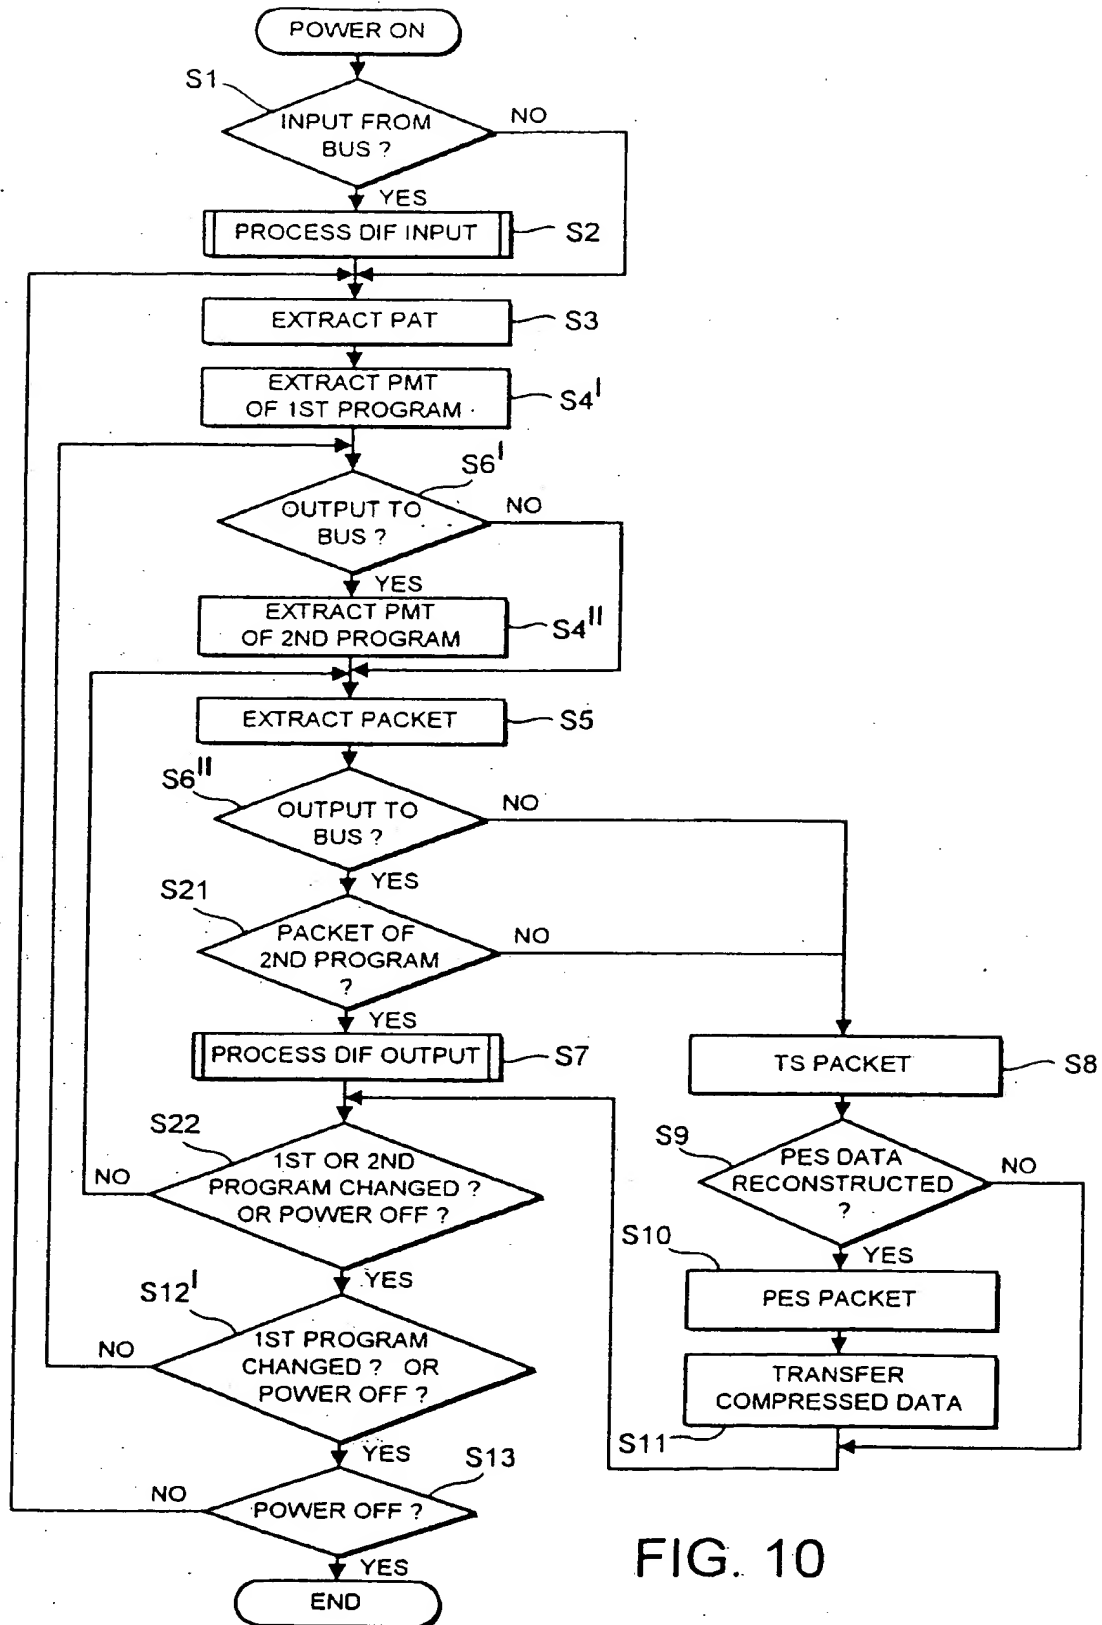 POWER ON
S1
INPUT FROM
BUS ?
NO
YES
PROCESS DIF INPUT
S2
EXTRACT PAT
S3
EXTRACT PMT
OF 1ST PROGRAM
S4I
S6I
OUTPUT TO
BUS ?
NO
YES
EXTRACT PMT
OF 2ND PROGRAM
S4II
EXTRACT PACKET
S5
S6II
OUTPUT TO
BUS ?
NO
YES
S21
PACKET OF
2ND PROGRAM
?
NO
YES
PROCESS DIF OUTPUT
S7
TS PACKET
S8
S22
1ST OR 2ND
PROGRAM CHANGED ?
OR POWER OFF ?
NO
YES
S9
PES DATA
RECONSTRUCTED
?
NO
YES
S10
PES PACKET
S12I
1ST PROGRAM
CHANGED ? OR
POWER OFF ?
NO
YES
TRANSFER
COMPRESSED DATA
S11
S13
POWER OFF ?
NO
YES
END
FIG. 10